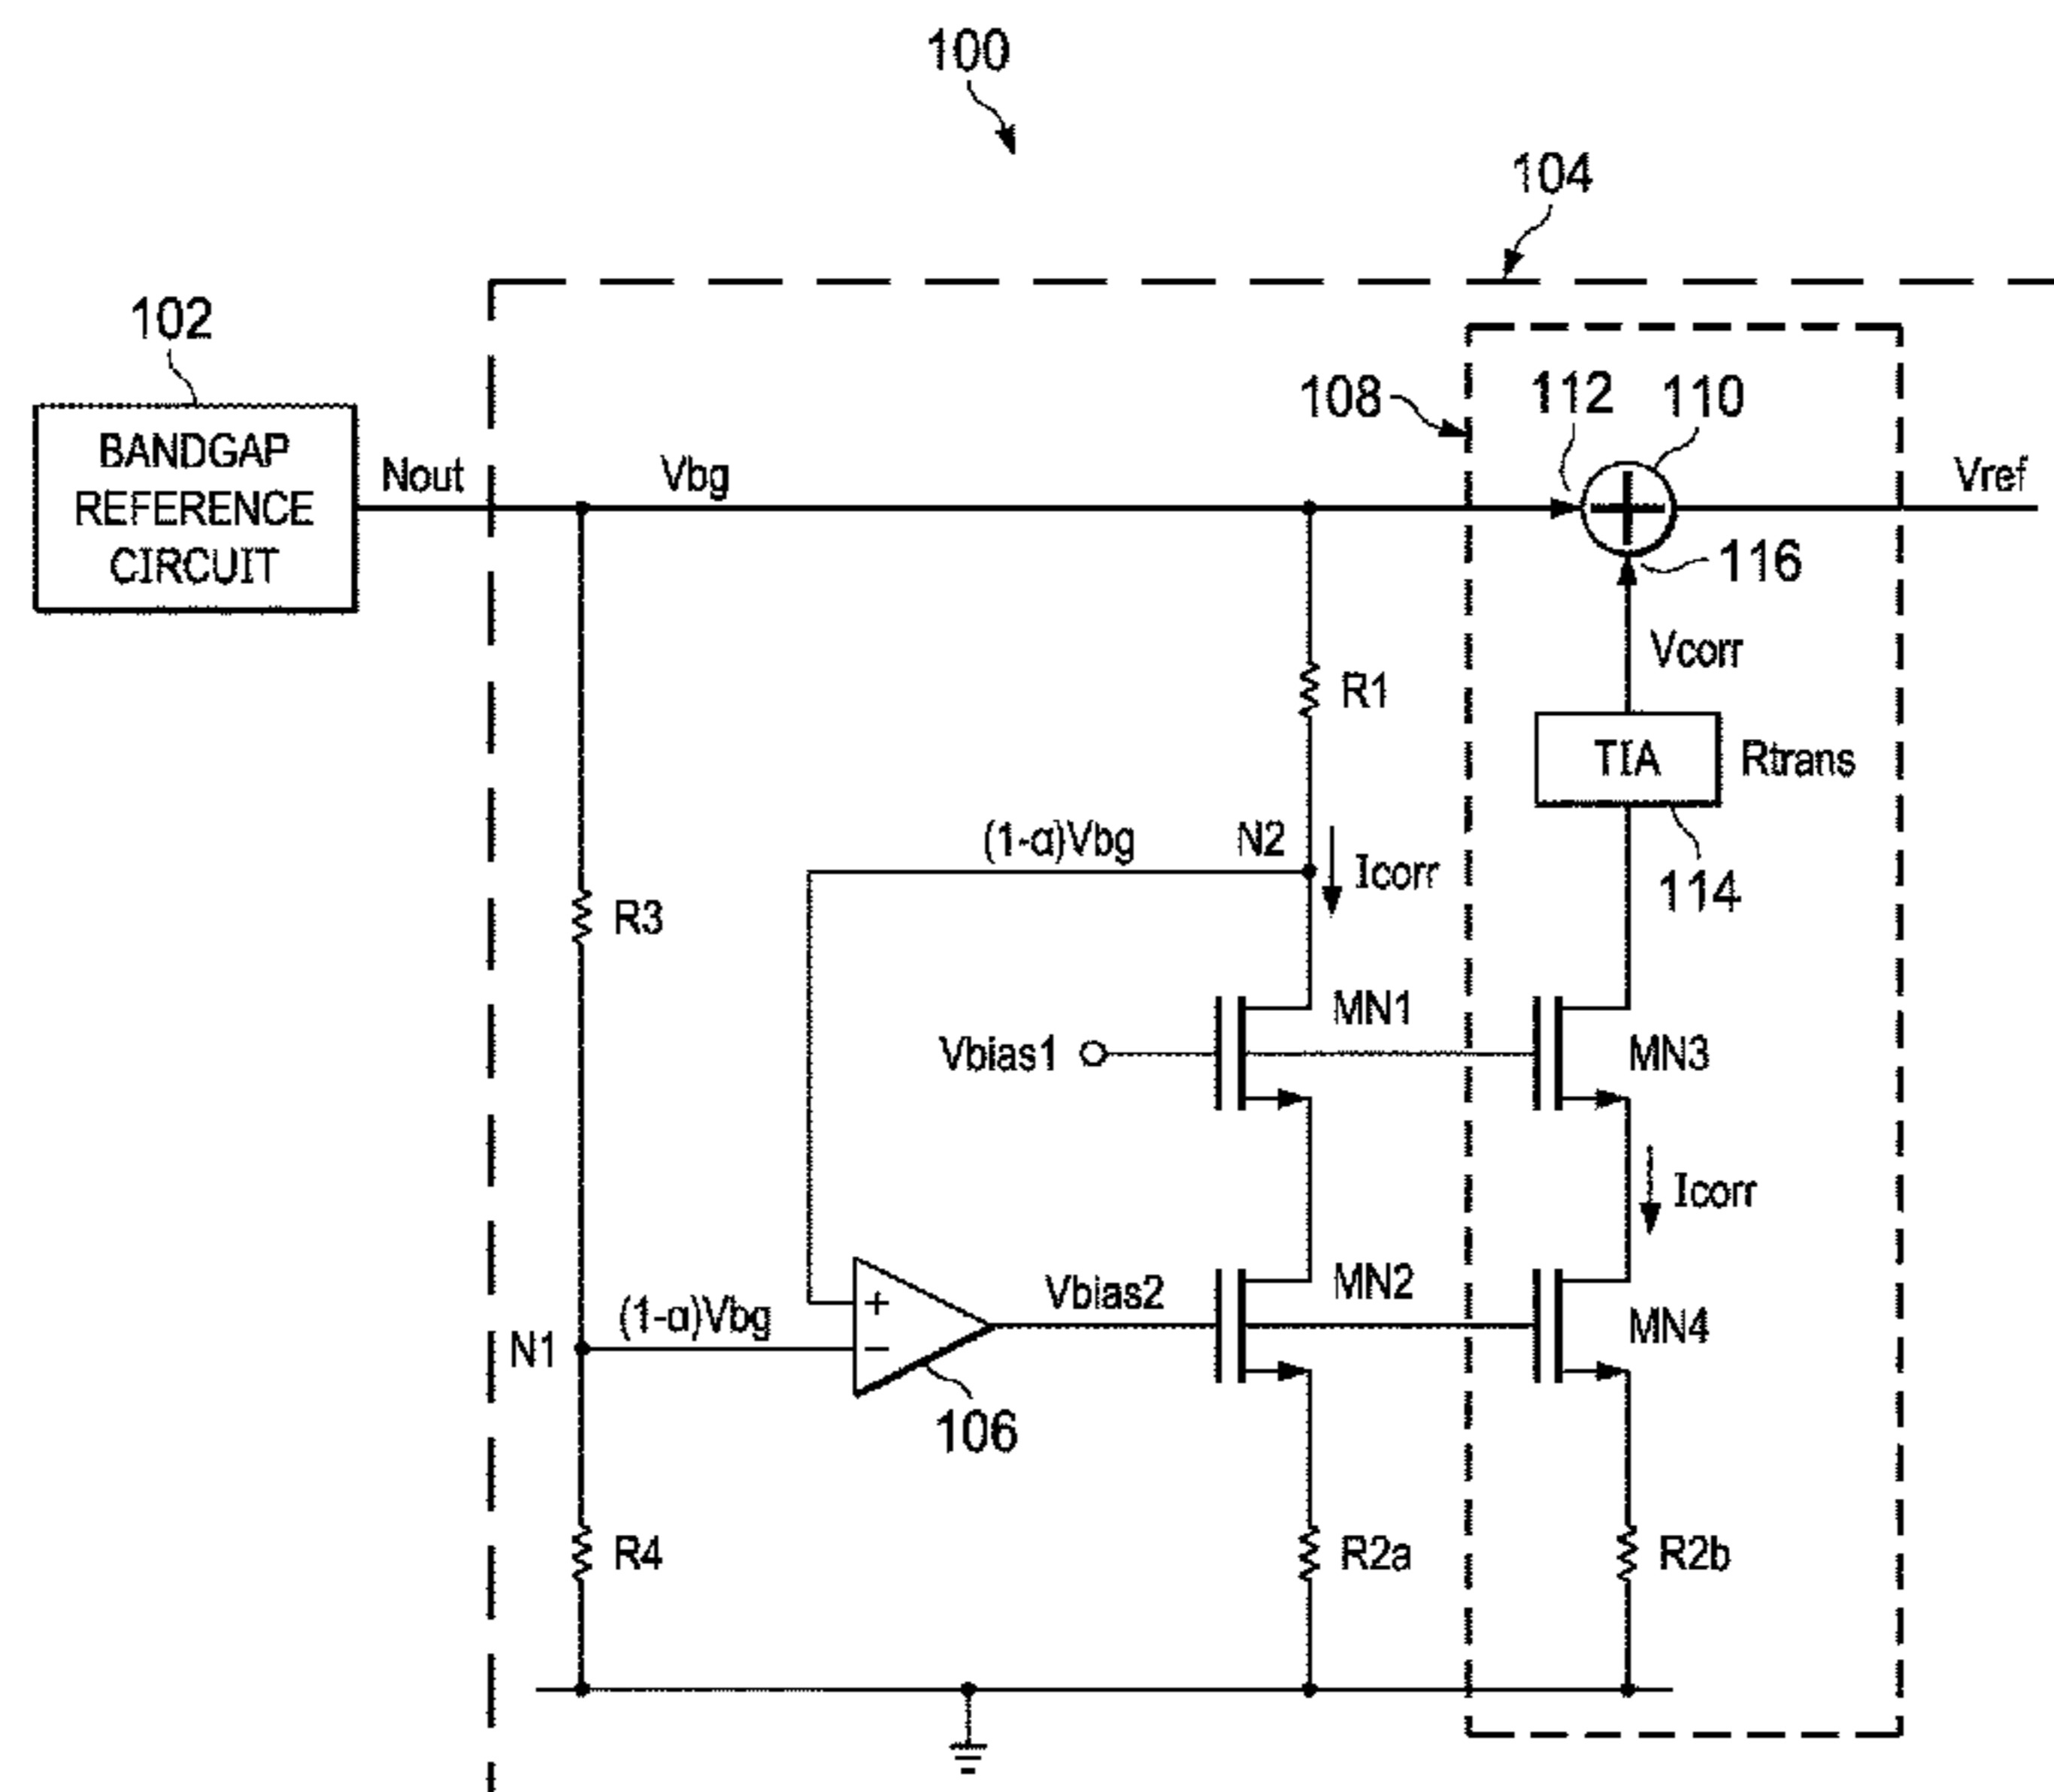 100
104
102
BANDGAP
REFERENCE
CIRCUIT
Nout
Vbg
108
112
110
Vref
116
Vcorr
R1
TIA
Rtrans
(1-α)Vbg
N2
Icorr
114
R3
Vbias1
MN1
MN3
Icorr
(1-α)Vbg
Vbias2
MN2
MN4
N1
106
R4
R2a
R2b